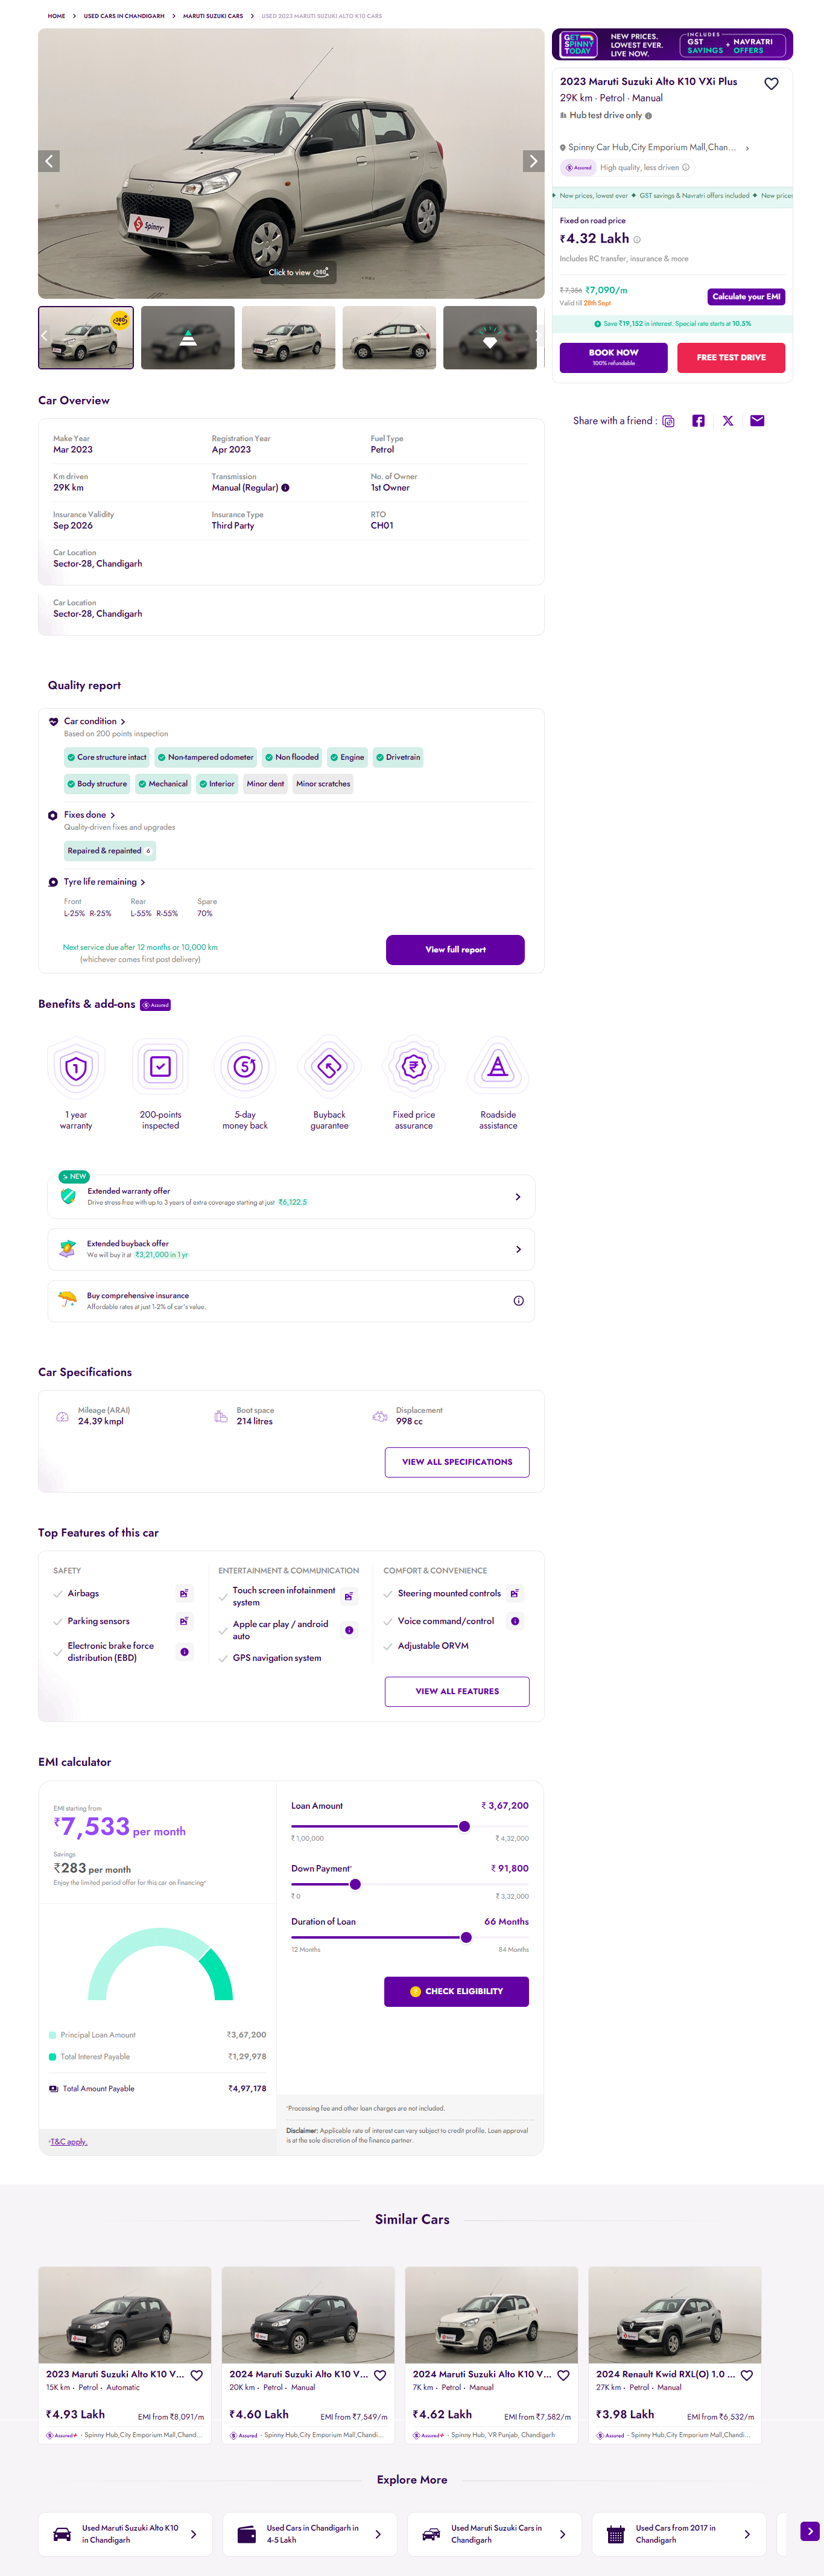 HOME > USED CARS IN CHANDIGARH > MARUTI SUZUKI CARS > USED 2023 MARUTI SUZUKI ALTO K10 CARS
GET SPINNY TODAY
NEW PRICES.
LOWEST EVER.
LIVE NOW.
INCLUDES
GST SAVINGS + NAVRATRI OFFERS
2023 Maruti Suzuki Alto K10 VXi Plus
29K km · Petrol · Manual
Hub test drive only
Spinny Car Hub,City Emporium Mall,Chan...
Assured High quality, less driven
New prices, lowest ever ◆ GST savings & Navratri offers included ◆ New prices
Fixed on road price
₹4.32 Lakh
Includes RC transfer, insurance & more
₹7,356 ₹7,090/m
Valid till 28th Sept
Calculate your EMI
Save ₹19,152 in interest. Special rate starts at 10.5%
BOOK NOW
100% refundable
FREE TEST DRIVE
Share with a friend :
Spinny
Click to view 360°
360°
Car Overview
Make Year Registration Year Fuel Type
Mar 2023 Apr 2023 Petrol
Km driven Transmission No. of Owner
29K km Manual (Regular) 1st Owner
Insurance Validity Insurance Type RTO
Sep 2026 Third Party CH01
Car Location
Sector-28, Chandigarh
Car Location
Sector-28, Chandigarh
Quality report
Car condition
Based on 200 points inspection
Core structure intact Non-tampered odometer Non flooded Engine Drivetrain
Body structure Mechanical Interior Minor dent Minor scratches
Fixes done
Quality-driven fixes and upgrades
Repaired & repainted 6
Tyre life remaining
Front Rear Spare
L-25% R-25% L-55% R-55% 70%
Next service due after 12 months or 10,000 km
(whichever comes first post delivery)
View full report
Benefits & add-ons Assured
1 year warranty
200-points inspected
5-day money back
Buyback guarantee
Fixed price assurance
Roadside assistance
NEW
Extended warranty offer
Drive stress-free with up to 3 years of extra coverage starting at just ₹6,122.5
Extended buyback offer
We will buy it at ₹3,21,000 in 1 yr
Buy comprehensive insurance
Affordable rates at just 1-2% of car's value.
Car Specifications
Mileage (ARAI) Boot space Displacement
24.39 kmpl 214 litres 998 cc
VIEW ALL SPECIFICATIONS
Top Features of this car
SAFETY
Airbags
Parking sensors
Electronic brake force
distribution (EBD)
ENTERTAINMENT & COMMUNICATION
Touch screen infotainment
system
Apple car play / android
auto
GPS navigation system
COMFORT & CONVENIENCE
Steering mounted controls
Voice command/control
Adjustable ORVM
VIEW ALL FEATURES
EMI calculator
EMI starting from
₹7,533 per month
Savings
₹283 per month
Enjoy the limited period offer for this car on financing*
Principal Loan Amount ₹3,67,200
Total Interest Payable ₹1,29,978
Total Amount Payable ₹4,97,178
*T&C apply.
Loan Amount ₹ 3,67,200
₹ 1,00,000 ₹ 4,32,000
Down Payment* ₹ 91,800
₹ 0 ₹ 3,32,000
Duration of Loan 66 Months
12 Months 84 Months
CHECK ELIGIBILITY
*Processing fee and other loan charges are not included.
Disclaimer: Applicable rate of interest can vary subject to credit profile. Loan approval
is at the sole discretion of the finance partner.
Similar Cars
2023 Maruti Suzuki Alto K10 V...
15K km · Petrol · Automatic
₹4.93 Lakh EMI from ₹8,091/m
Assured+ · Spinny Hub,City Emporium Mall,Chand...
2024 Maruti Suzuki Alto K10 V...
20K km · Petrol · Manual
₹4.60 Lakh EMI from ₹7,549/m
Assured · Spinny Hub,City Emporium Mall,Chandi...
2024 Maruti Suzuki Alto K10 V...
7K km · Petrol · Manual
₹4.62 Lakh EMI from ₹7,582/m
Assured+ · Spinny Hub, VR Punjab, Chandigarh
2024 Renault Kwid RXL(O) 1.0 ...
27K km · Petrol · Manual
₹3.98 Lakh EMI from ₹6,532/m
Assured · Spinny Hub,City Emporium Mall,Chandi...
Explore More
Used Maruti Suzuki Alto K10
in Chandigarh
Used Cars in Chandigarh in
4-5 Lakh
Used Maruti Suzuki Cars in
Chandigarh
Used Cars from 2017 in
Chandigarh